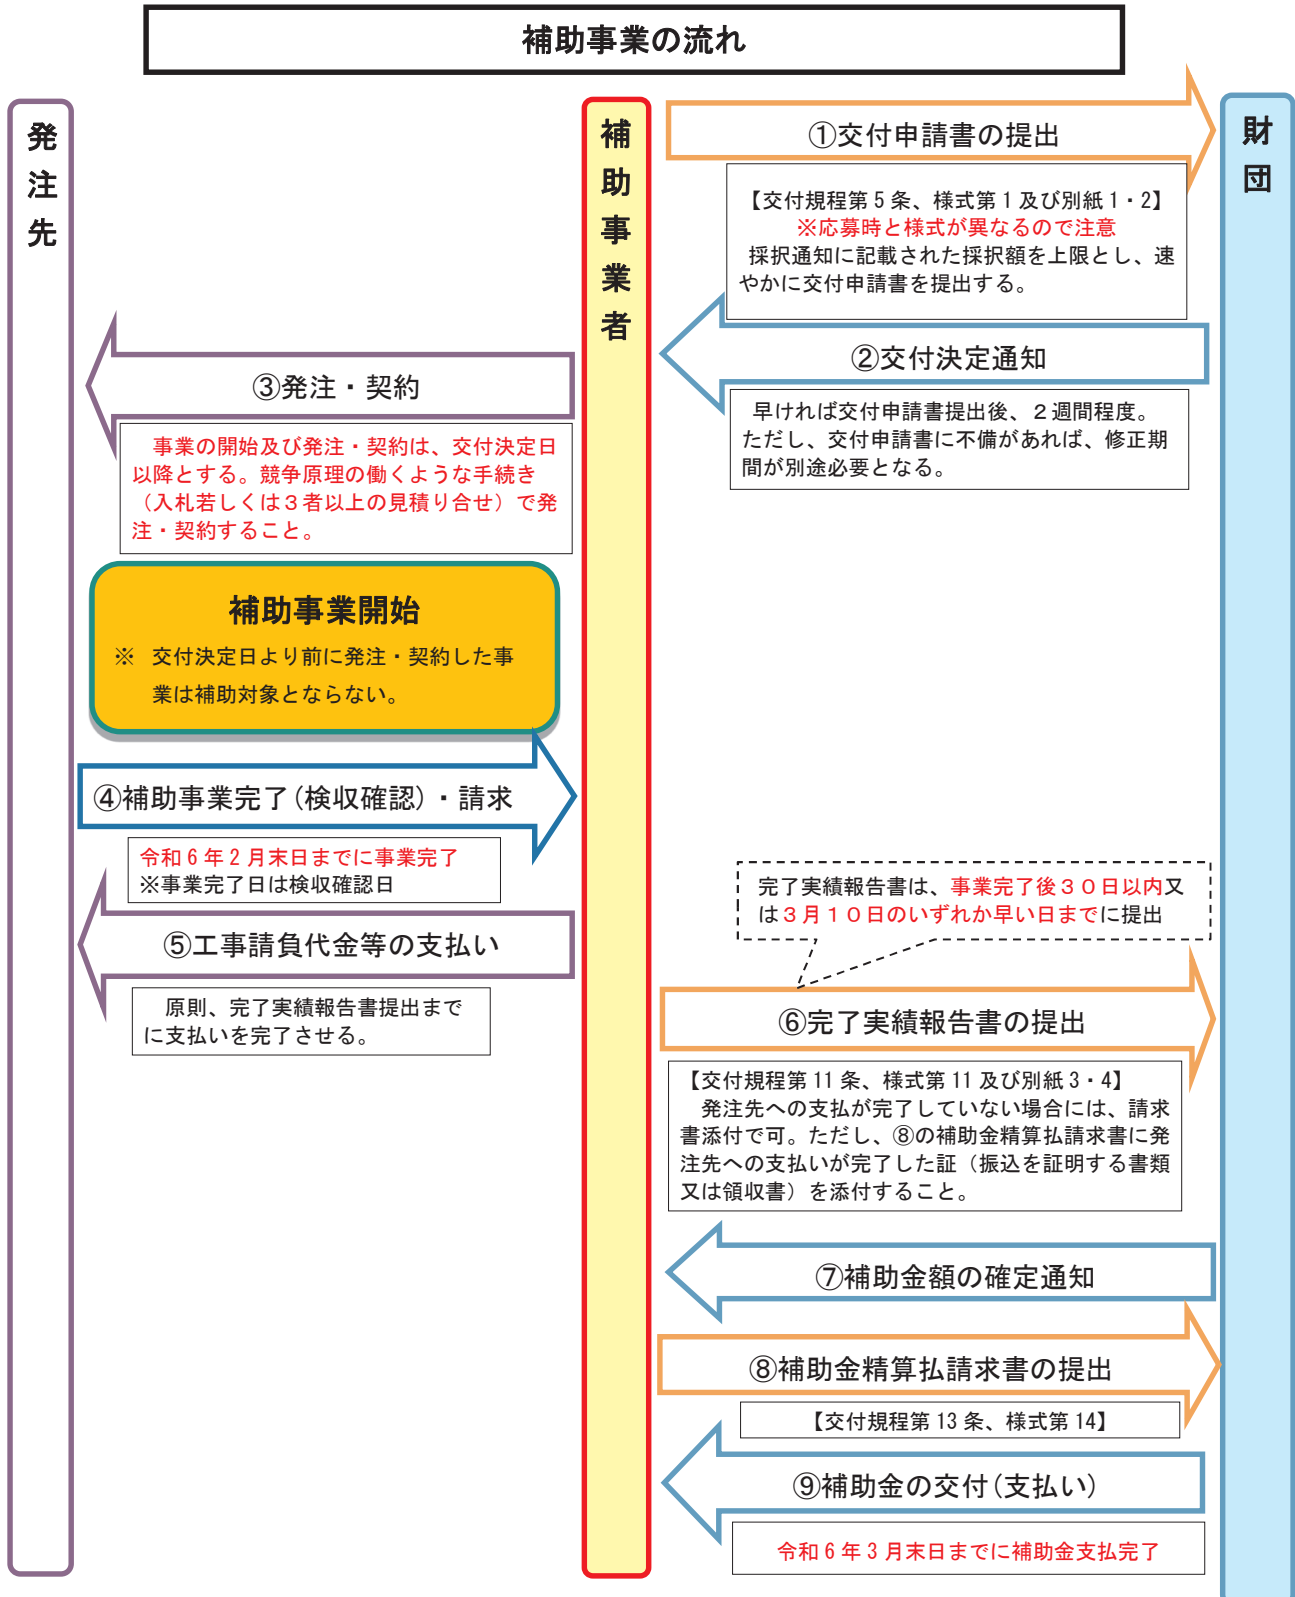 補助事業の流れ
発注先
補助事業者
財団
①交付申請書の提出
【交付規程第５条、様式第１及び別紙１・２】
※応募時と様式が異なるので注意
採択通知に記載された採択額を上限とし、速
やかに交付申請書を提出する。
②交付決定通知
早ければ交付申請書提出後、２週間程度。
ただし、交付申請書に不備があれば、修正期
間が別途必要となる。
③発注・契約
事業の開始及び発注・契約は、交付決定日
以降とする。競争原理の働くような手続き
（入札若しくは３者以上の見積り合せ）で発
注・契約すること。
補助事業開始
※　交付決定日より前に発注・契約した事
業は補助対象とならない。
④補助事業完了(検収確認)・請求
令和６年２月末日までに事業完了
※事業完了日は検収確認日
⑤工事請負代金等の支払い
原則、完了実績報告書提出まで
に支払いを完了させる。
完了実績報告書は、事業完了後３０日以内又
は３月１０日のいずれか早い日までに提出
⑥完了実績報告書の提出
【交付規程第 11 条、様式第 11 及び別紙３・４】
発注先への支払が完了していない場合には、請求
書添付で可。ただし、⑧の補助金精算払請求書に発
注先への支払いが完了した証（振込を証明する書類
又は領収書）を添付すること。
⑦補助金額の確定通知
⑧補助金精算払請求書の提出
【交付規程第 13 条、様式第 14】
⑨補助金の交付(支払い)
令和６年３月末日までに補助金支払完了